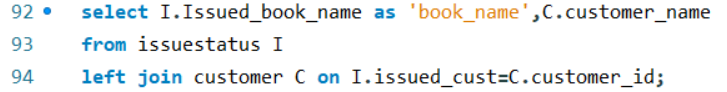 92 select I.Issued_book_name as 'book_name',C.customer_name
93 from issuestatus I
94 left join customer C on I.issued_cust=C.customer_id;